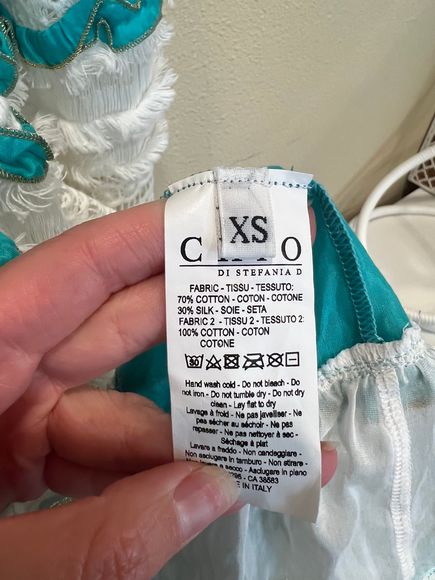 XS
DI STEFANIA D
FABRIC - TISSU - TESSUTO:
70% COTTON - COTON - COTONE
30% SILK - SOIE - SETA
FABRIC 2 - TISSU 2 - TESSUTO 2:
100% COTTON - COTON
COTONE
Hand wash cold - Do not bleach - Do
not iron - Do not tumble dry - Do not dry
clean - Lay flat to dry
Lavage à froid - Ne pas javelliser - Ne
pas sécher au séchoir - Ne pas
repasser - Ne pas nettoyer à sec -
Séchage à plat
Lavare a freddo - Non candeggiare -
Non asciugare in tamburo - Non stirare -
lavare a secco - Asciugare in piano
CA 38583
IN ITALY